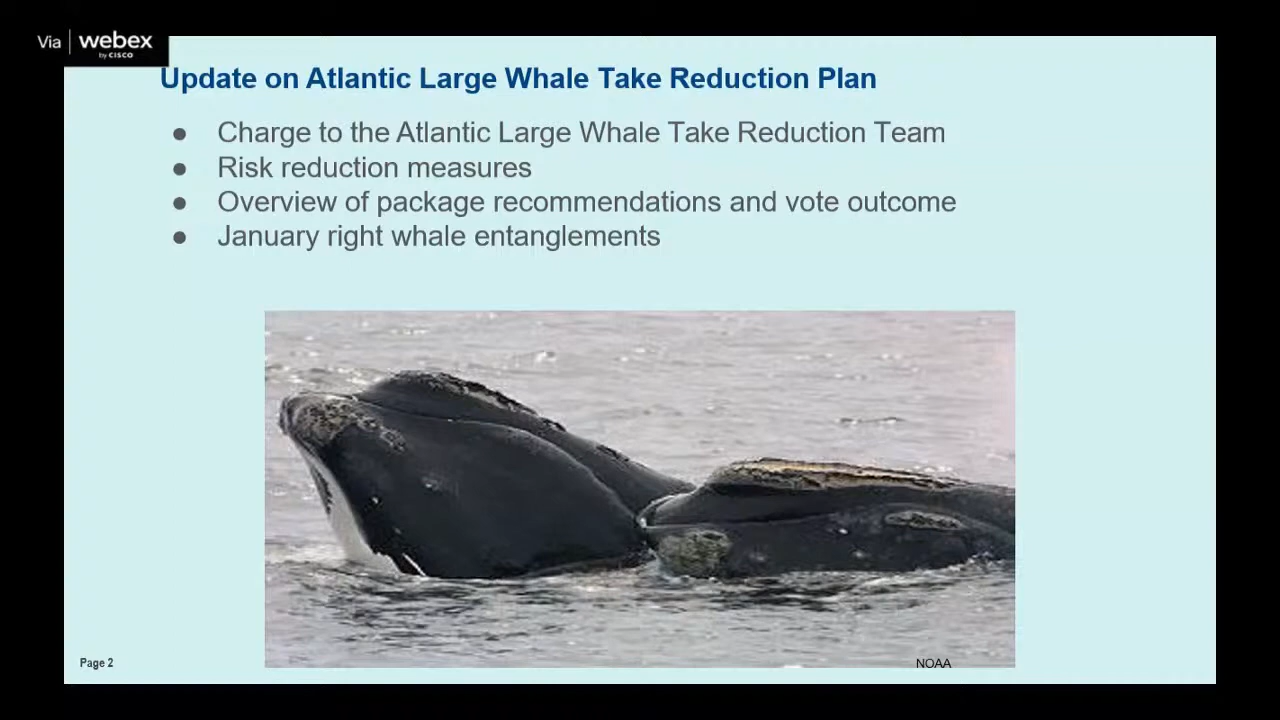 Via webex
by CISCO
Update on Atlantic Large Whale Take Reduction Plan
● Charge to the Atlantic Large Whale Take Reduction Team
● Risk reduction measures
● Overview of package recommendations and vote outcome
● January right whale entanglements
Page 2
NOAA